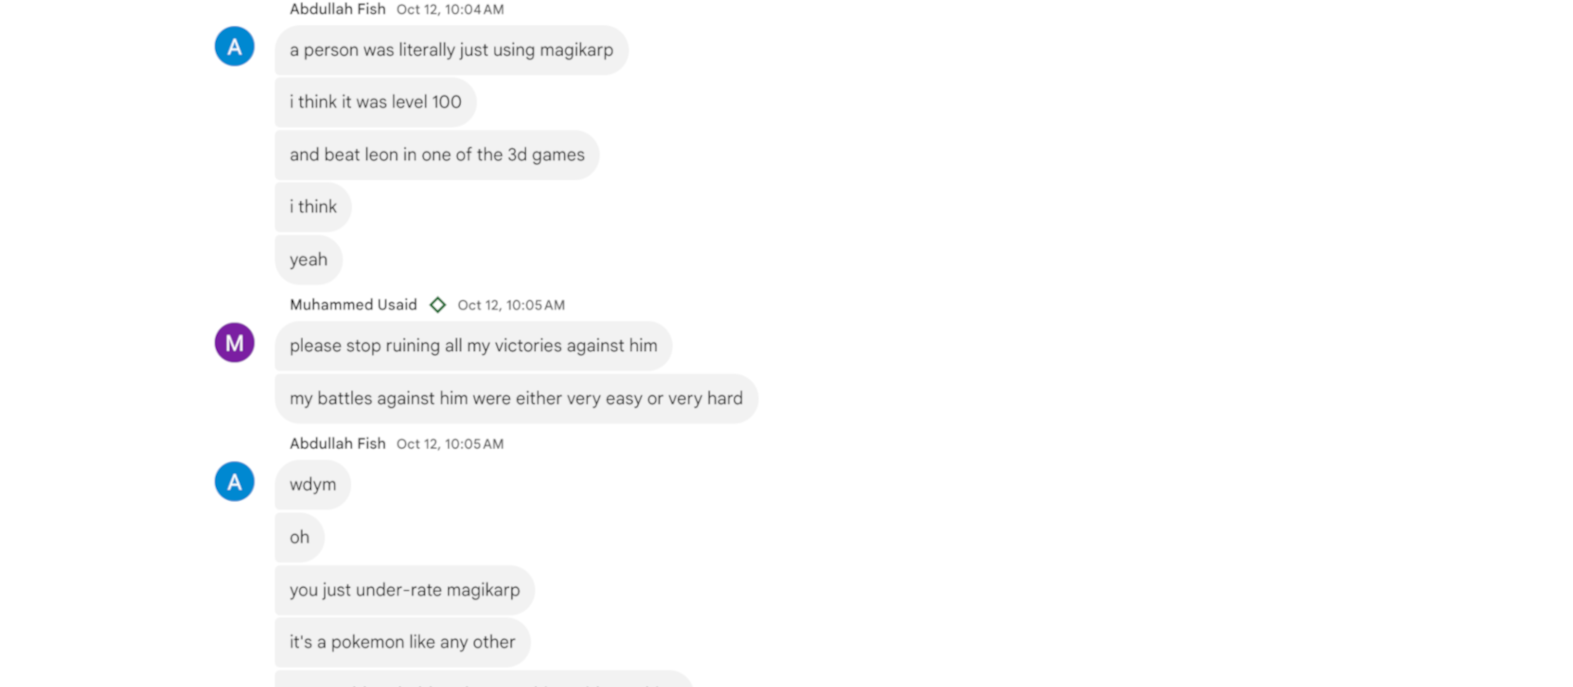 Abdullah Fish Oct 12, 10:04 AM
A
a person was literally just using magikarp
i think it was level 100
and beat leon in one of the 3d games
i think
yeah
Muhammed Usaid Oct 12, 10:05 AM
M
please stop ruining all my victories against him
my battles against him were either very easy or very hard
Abdullah Fish Oct 12, 10:05 AM
A
wdym
oh
you just under-rate magikarp
it's a pokemon like any other